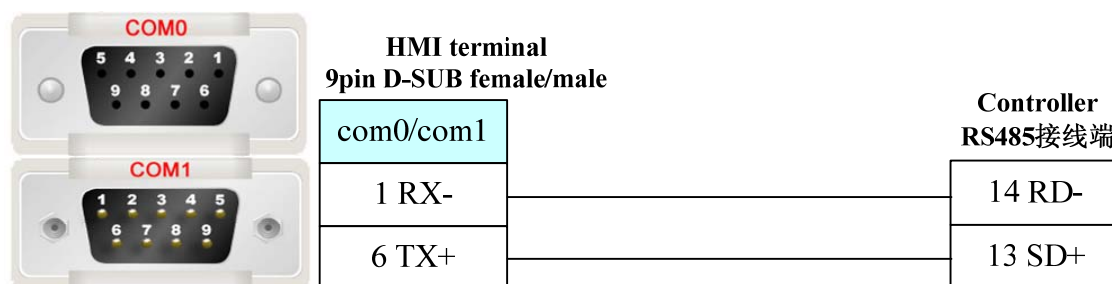 COM0
5 4 3 2 1
9 8 7 6
COM1
1 2 3 4 5
6 7 8 9
HMI terminal
9pin D-SUB female/male
com0/com1
1 RX-
6 TX+
Controller
RS485接线端
14 RD-
13 SD+